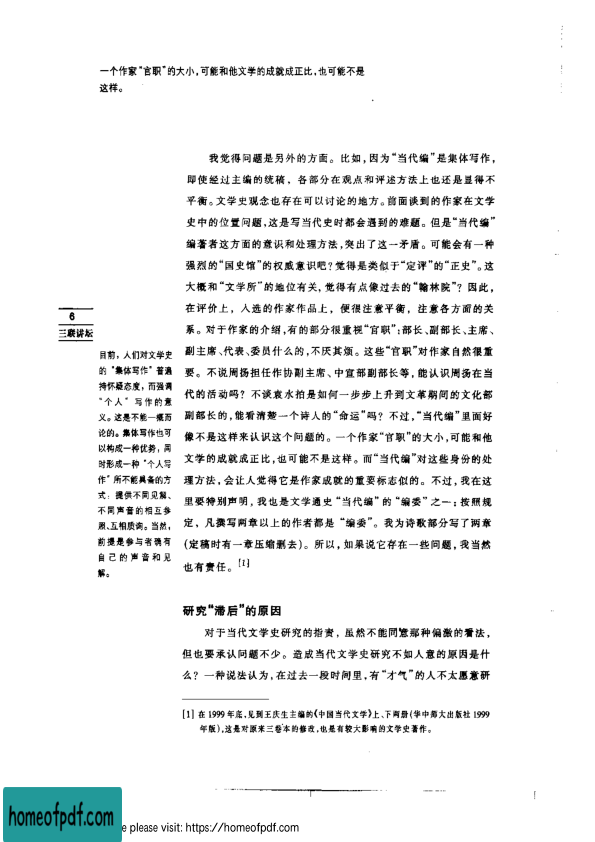 一个作家“官职”的大小，可能和他文学的成就成正比，也可能不是
这样。
我觉得问题是另外的方面。比如，因为“当代编”是集体写作，
即使经过主编的统稿，各部分在观点和评述方法上也还是显得不
平衡。文学史观念也存在可以讨论的地方。前面谈到的作家在文学
史中的位置问题，这是写当代史时都会遇到的难题。但是“当代编”
编著者这方面的意识和处理方法，突出了这一矛盾。可能会有一种
强烈的“国史馆”的权威意识吧？觉得是类似于“定评”的“正史”。这
大概和“文学所”的地位有关，觉得有点像过去的“翰林院”？因此，
在评价上，入选的作家作品上，便很注意平衡，注意各方面的关
系。对于作家的介绍，有的部分很重视“官职”：部长、副部长、主席、
副主席、代表、委员什么的，不厌其烦。这些“官职”对作家自然很重
要。不说周扬担任作协副主席、中宣部副部长等，能认识周扬在当
代的活动吗？不谈袁水拍是如何一步步上升到文革期间的文化部
副部长的，能看清楚一个诗人的“命运”吗？不过，“当代编”里面好
像不是这样来认识这个问题的。一个作家“官职”的大小，可能和他
文学的成就成正比，也可能不是这样。而“当代编”对这些身份的处
理方法，会让人觉得它是作家成就的重要标志似的。不过，我在这
里要特别声明，我也是文学通史“当代编”的“编委”之一；按照规
定，凡撰写两章以上的作者都是“编委”。我为诗歌部分写了两章
(定稿时有一章压缩删去)。所以，如果说它存在一些问题，我当然
也有责任。[1]
6
三联讲坛
目前，人们对文学史
的“集体写作”普遍
持怀疑态度，而强调
“个人”写作的意
义。这是不能一概而
论的。集体写作也可
以构成一种优势，同
时形成一种“个人写
作”所不能具备的方
式：提供不同见解、
不同声音的相互参
照、互相质询。当然，
前提是参与者确有
自己的声音和见
解。
研究“滞后”的原因
对于当代文学史研究的指责，虽然不能同意那种偏激的看法，
但也要承认问题不少。造成当代文学史研究不如人意的原因是什
么？一种说法认为，在过去一段时间里，有“才气”的人不太愿意研
[1] 在1999年底，见到王庆生主编的《中国当代文学》上、下两册(华中师大出版社1999
年版)，这是对原来三卷本的修改，也是有较大影响的文学史著作。
homeofpdf.com
e please visit: https://homeofpdf.com